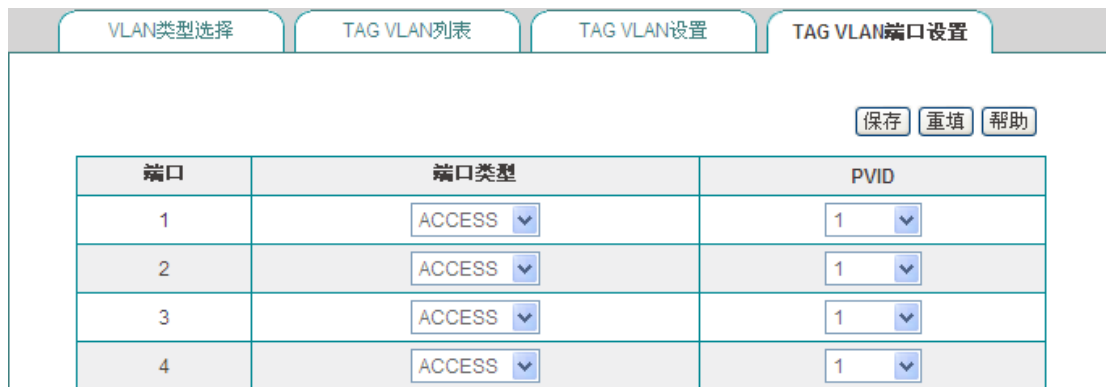 VLAN类型选择 TAG VLAN列表 TAG VLAN设置 TAG VLAN端口设置
保存 重填 帮助
端口 端口类型 PVID
1 ACCESS 1
2 ACCESS 1
3 ACCESS 1
4 ACCESS 1